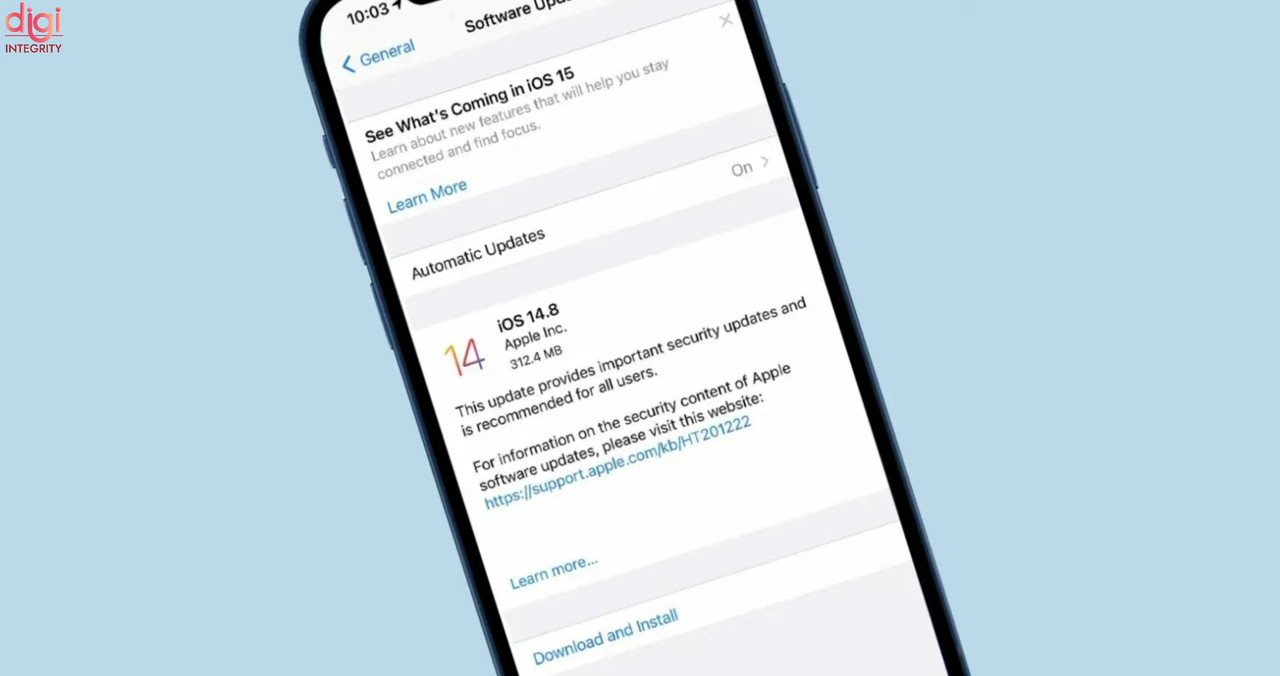 digi
INTEGRITY
10:03
General
Software
See What's Coming in iOS 15
Learn about new features that will help you stay
connected and find focus.
Learn More
Automatic Updates
On
14
iOS 14.8
Apple Inc.
312.4 MB
This update provides important security updates and
is recommended for all users.
For information on the security content of Apple
software updates, please visit this website:
https://support.apple.com/kb/HT201222
Learn more...
Download and Install